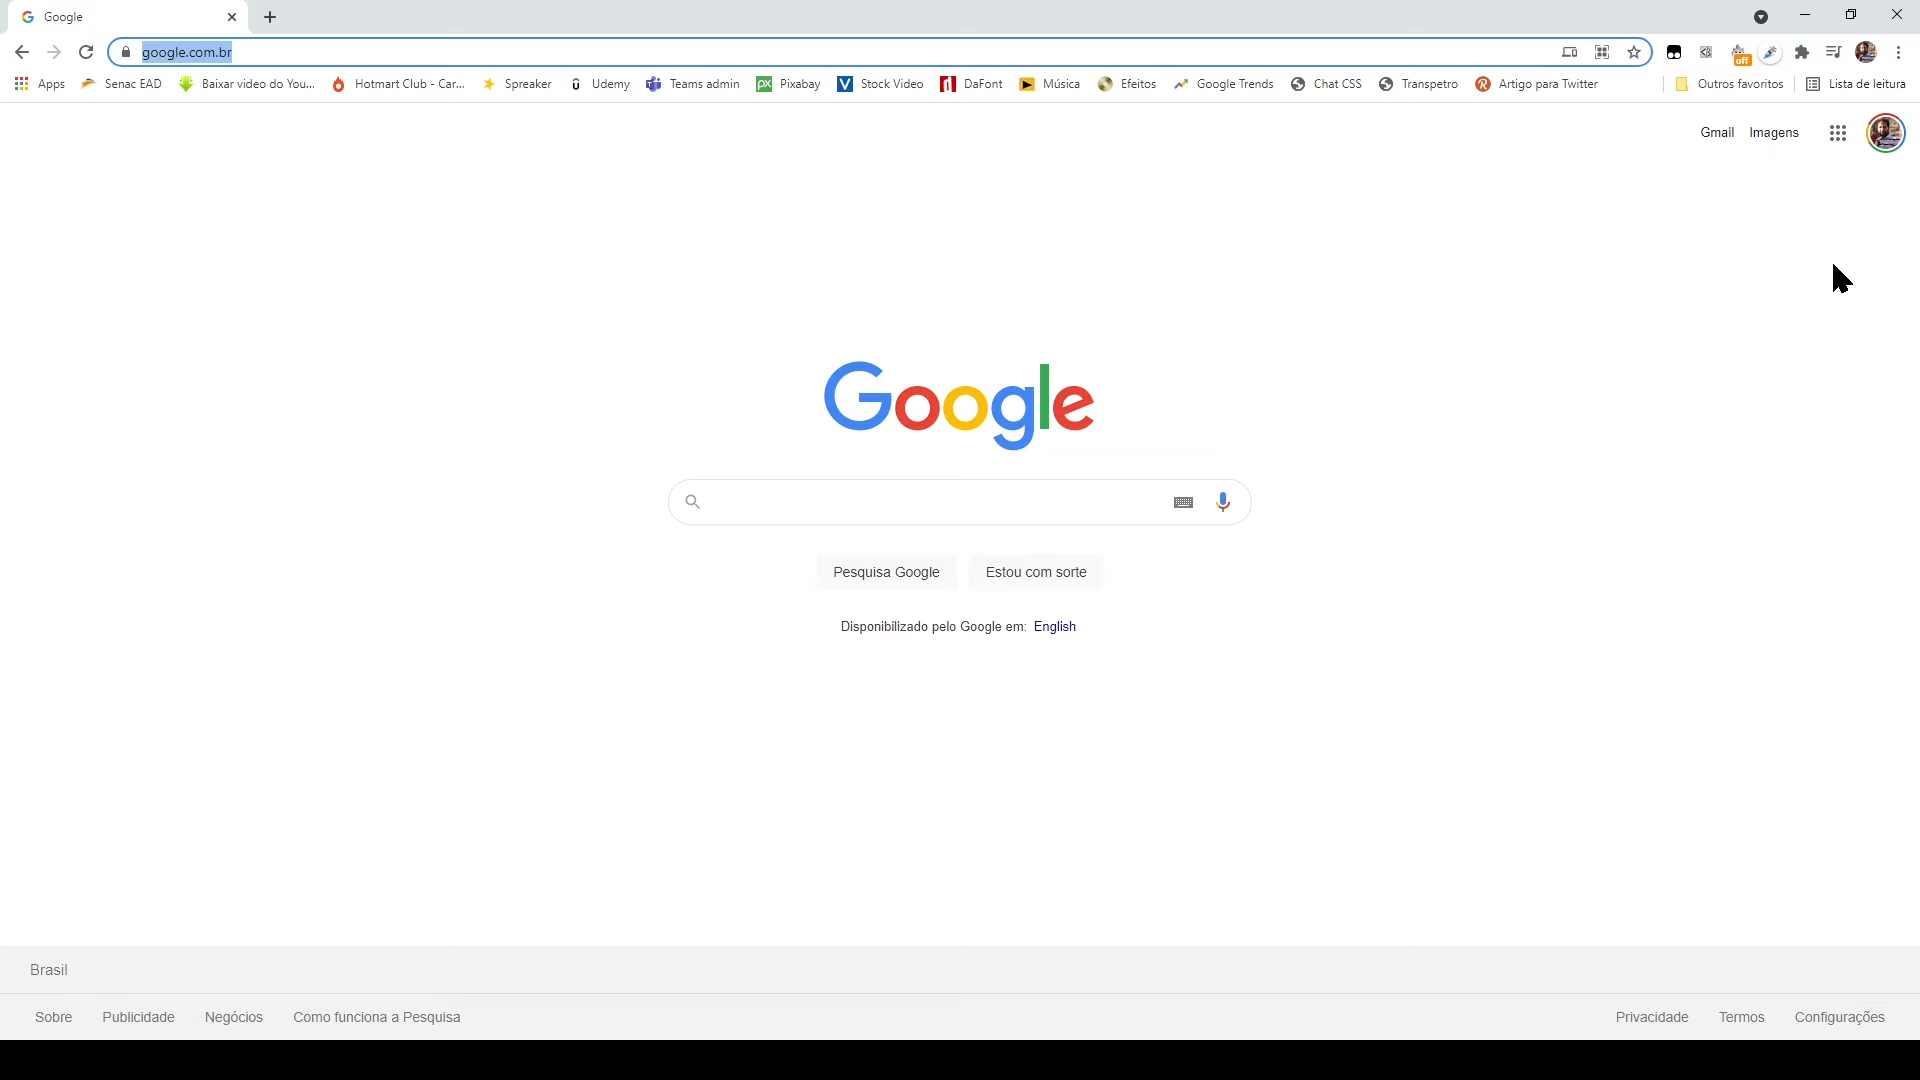 Google
google.com.br
off
Apps Senac EAD Baixar video do You... Hotmart Club - Car... Spreaker Udemy Teams admin Pixabay Stock Video DaFont Música Efeitos Google Trends Chat CSS Transpetro Artigo para Twitter Outros favoritos Lista de leitura
Gmail Imagens
Google
Pesquisa Google Estou com sorte
Disponibilizado pelo Google em: English
Brasil
Sobre Publicidade Negócios Como funciona a Pesquisa Privacidade Termos Configurações